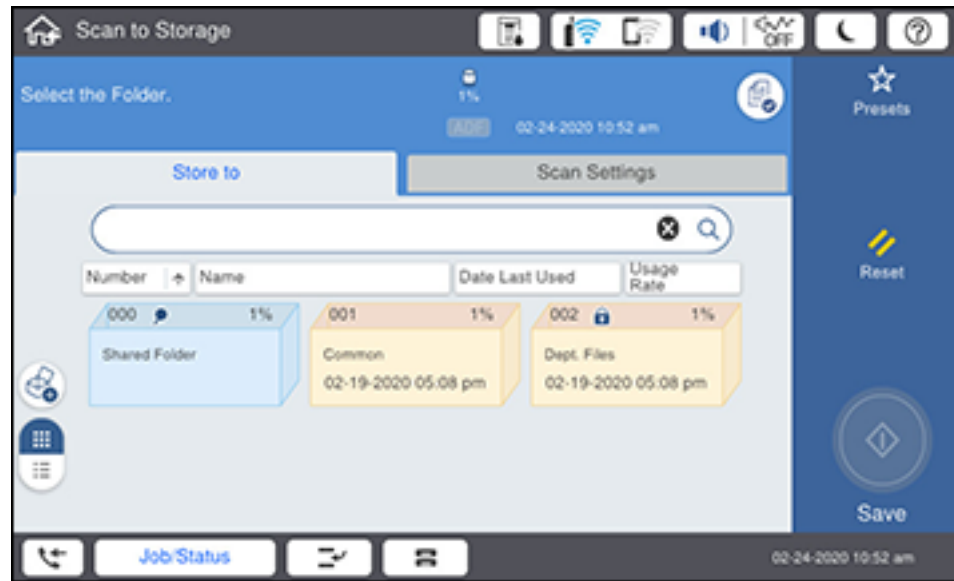 Scan to Storage
OFF
Select the Folder.
1%
ADF 02-24-2020 10:52 am
Presets
Store to
Scan Settings
Number Name Date Last Used Usage Rate
Reset
000 1% 001 1% 002 1%
Shared Folder Common Dept. Files
02-19-2020 05:08 pm 02-19-2020 05:08 pm
Save
Job/Status 02-24-2020 10:52 am